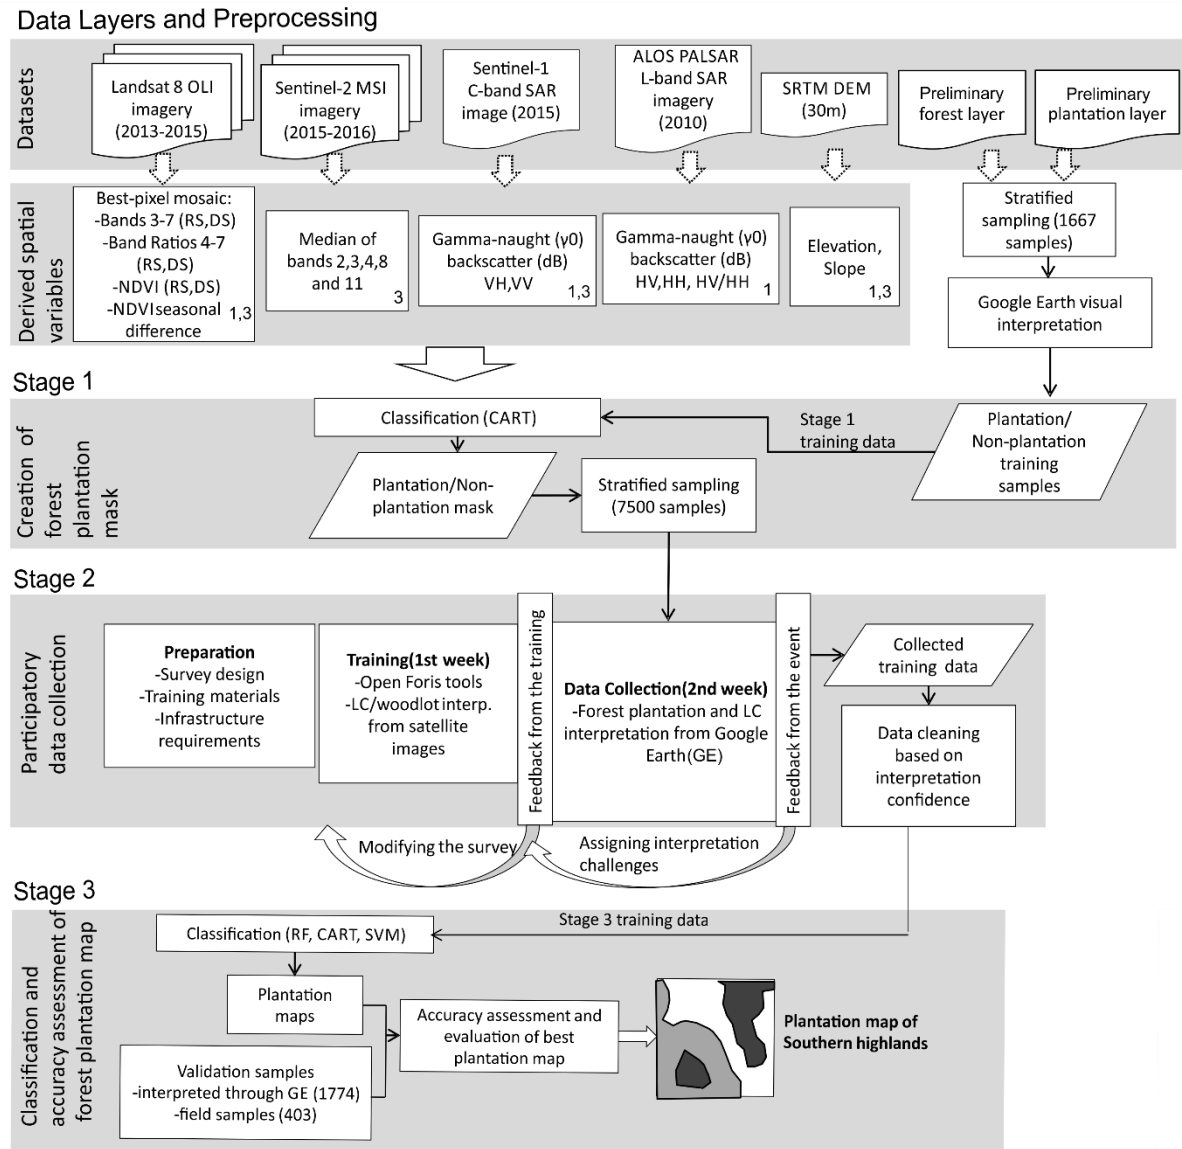 Data Layers and Preprocessing
Datasets
Landsat 8 OLI
imagery
(2013-2015)
Sentinel-2 MSI
imagery
(2015-2016)
Sentinel-1
C-band SAR
image (2015)
ALOS PALSAR
L-band SAR
imagery
(2010)
SRTM DEM
(30m)
Preliminary
forest layer
Preliminary
plantation layer
Derived spatial
variables
Best-pixel mosaic:
-Bands 3-7 (RS,DS)
-Band Ratios 4-7
(RS,DS)
-NDVI (RS,DS)
-NDVI seasonal
difference
1,3
Median of
bands 2,3,4,8
and 11
3
Gamma-naught (γ0)
backscatter (dB)
VH,VV
1,3
Gamma-naught (γ0)
backscatter (dB)
HV,HH, HV/HH
1
Elevation,
Slope
1,3
Stratified
sampling (1667
samples)
Google Earth visual
interpretation
Stage 1
Creation of
forest
plantation
mask
Classification (CART)
Stage 1
training data
Plantation/
Non-plantation
training
samples
Plantation/Non-
plantation mask
Stratified sampling
(7500 samples)
Stage 2
Participatory
data collection
Preparation
-Survey design
-Training materials
-Infrastructure
requirements
Training(1st week)
-Open Foris tools
-LC/woodlot interp.
from satellite
images
Feedback from the training
Data Collection(2nd week)
-Forest plantation and LC
interpretation from Google
Earth(GE)
Feedback from the event
Collected
training data
Data cleaning
based on
interpretation
confidence
Modifying the survey
Assigning interpretation
challenges
Stage 3
Classification and
accuracy assessment of
forest plantation map
Classification (RF, CART, SVM)
Stage 3 training data
Plantation
maps
Validation samples
-interpreted through GE (1774)
-field samples (403)
Accuracy assessment and
evaluation of best
plantation map
Plantation map of
Southern highlands